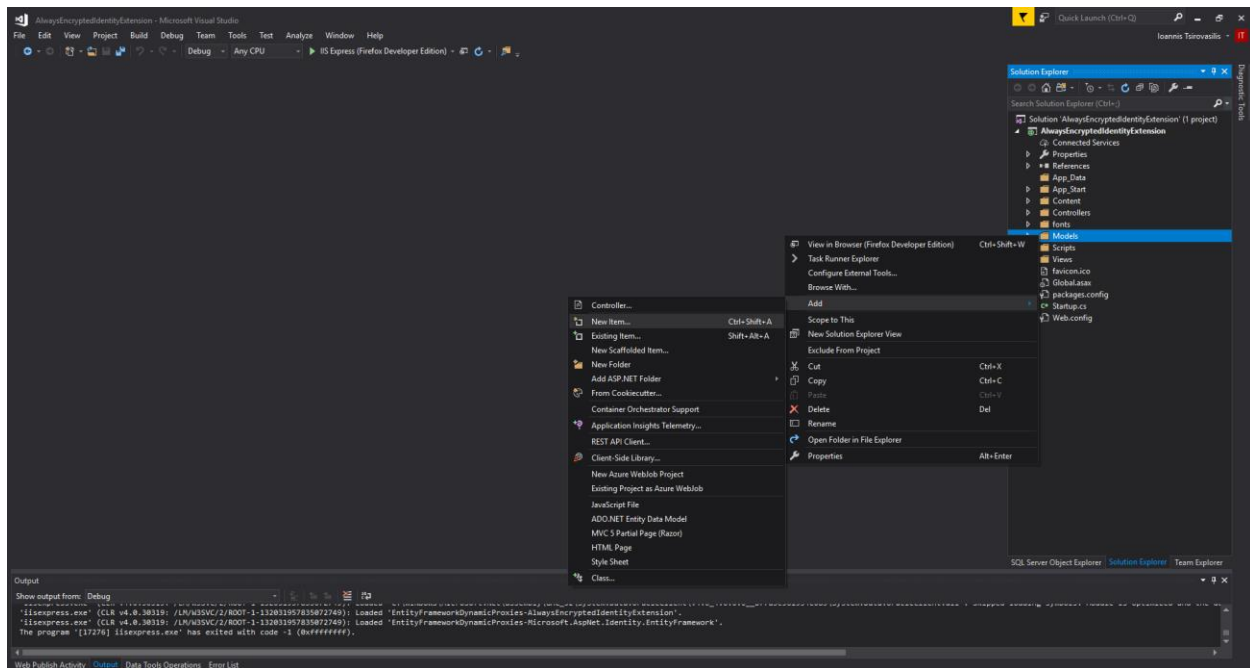 AlwaysEncryptedIdentityExtension - Microsoft Visual Studio
Quick Launch (Ctrl+Q)
File Edit View Project Build Debug Team Tools Test Analyze Window Help
Ioannis Tsirovasilis
IT
Debug Any CPU IIS Express (Firefox Developer Edition)
Solution Explorer
Diagnostic Tools
Search Solution Explorer (Ctrl+;)
Solution 'AlwaysEncryptedIdentityExtension' (1 project)
AlwaysEncryptedIdentityExtension
Connected Services
Properties
References
App_Data
App_Start
Content
Controllers
fonts
Models
Scripts
Views
favicon.ico
Global.asax
packages.config
Startup.cs
Web.config
View in Browser (Firefox Developer Edition) Ctrl+Shift+W
Task Runner Explorer
Configure External Tools...
Browse With...
Add
Scope to This
New Solution Explorer View
Exclude From Project
Cut Ctrl+X
Copy Ctrl+C
Paste Ctrl+V
Delete Del
Rename
Open Folder in File Explorer
Properties Alt+Enter
Controller...
New Item... Ctrl+Shift+A
Existing Item... Shift+Alt+A
New Scaffolded Item...
New Folder
Add ASP.NET Folder
From Cookiecutter...
Container Orchestrator Support
Application Insights Telemetry...
REST API Client...
Client-Side Library...
New Azure WebJob Project
Existing Project as Azure WebJob
JavaScript File
ADO.NET Entity Data Model
MVC 5 Partial Page (Razor)
HTML Page
Style Sheet
Class...
SQL Server Object Explorer Solution Explorer Team Explorer
Output
Show output from: Debug
'iisexpress.exe' (CLR v4.0.30319: /LM/W3SVC/2/ROOT-1-132031957835072749): Loaded 'EntityFrameworkDynamicProxies-AlwaysEncryptedIdentityExtension'.
'iisexpress.exe' (CLR v4.0.30319: /LM/W3SVC/2/ROOT-1-132031957835072749): Loaded 'EntityFrameworkDynamicProxies-Microsoft.AspNet.Identity.EntityFramework'.
The program '[17276] iisexpress.exe' has exited with code -1 (0xffffffff).
Web Publish Activity Output Data Tools Operations Error List